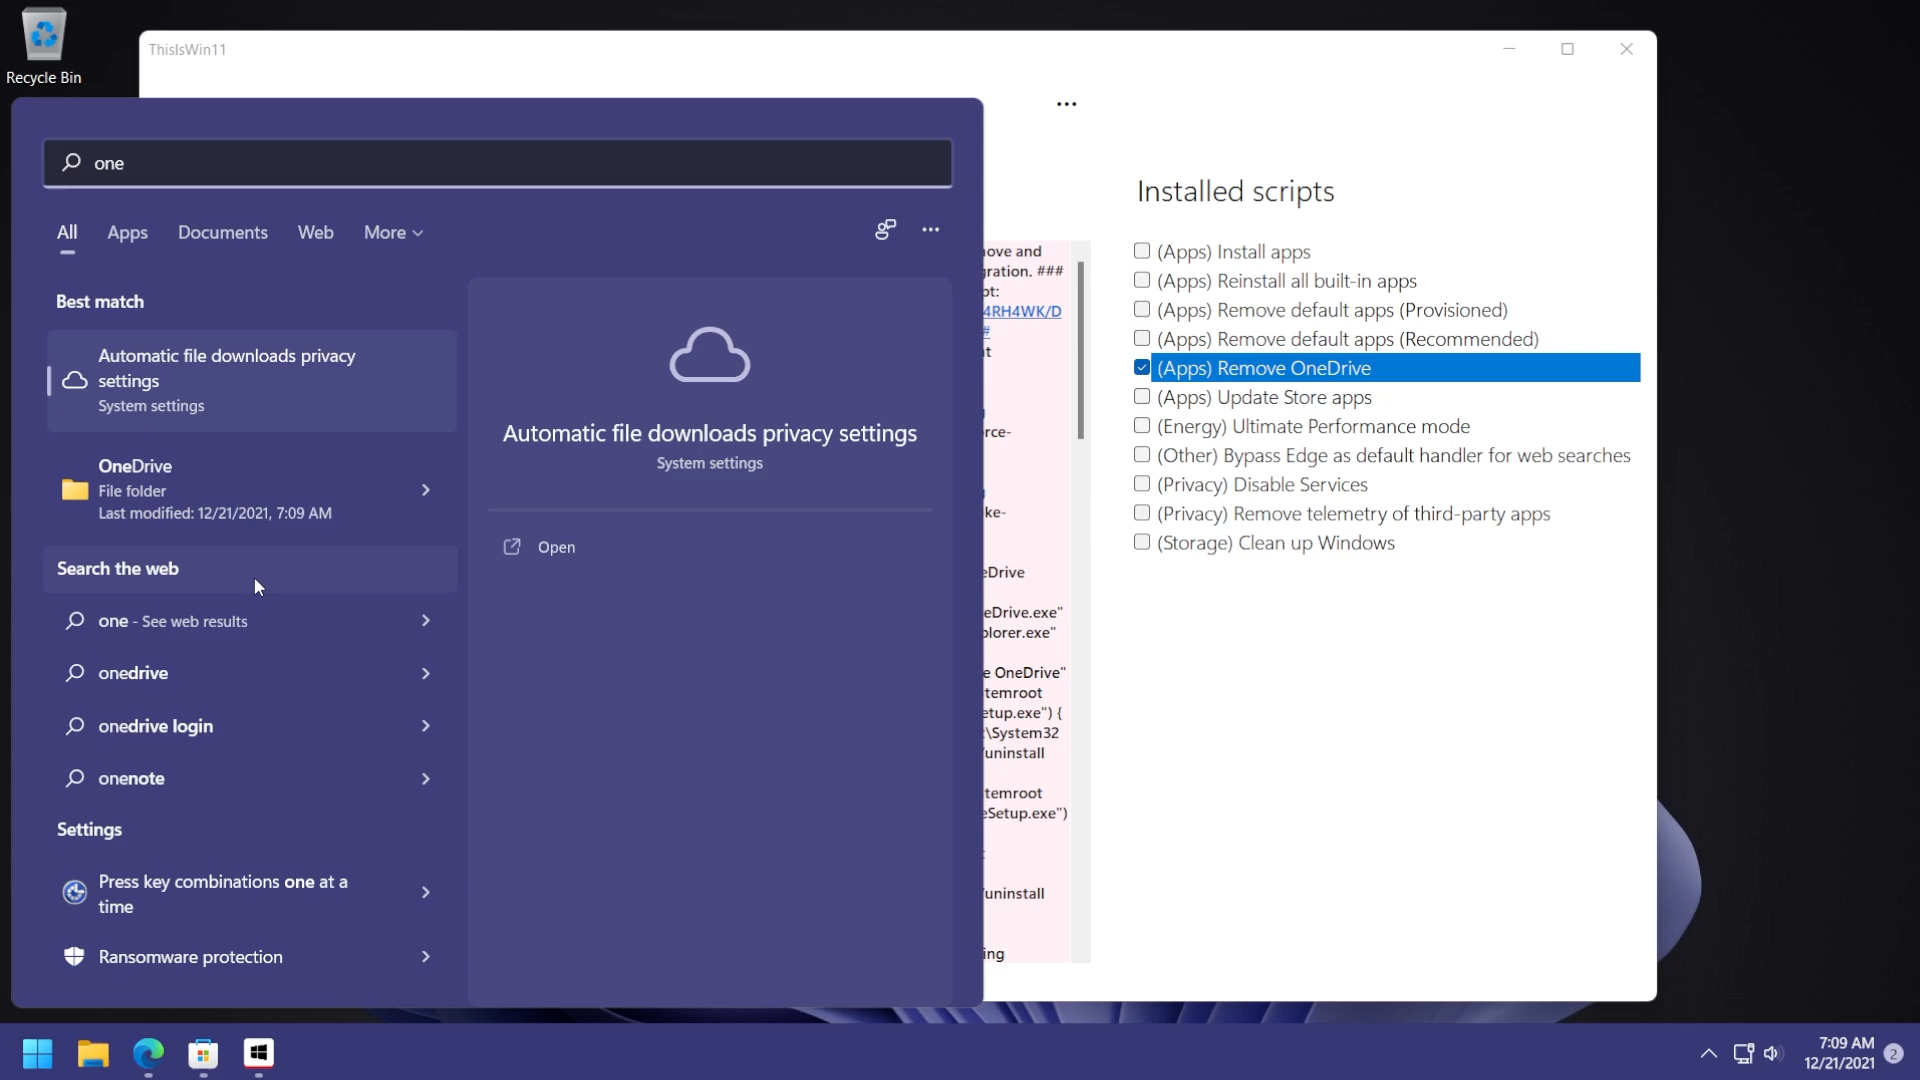 Recycle Bin
ThisIsWin11
one
All Apps Documents Web More
Best match
Automatic file downloads privacy
settings
System settings
OneDrive
File folder
Last modified: 12/21/2021, 7:09 AM
Search the web
one - See web results
onedrive
onedrive login
onenote
Settings
Press key combinations one at a
time
Ransomware protection
Automatic file downloads privacy settings
System settings
Open
move and
gration. ###
pt:
4RH4WK/D
#
t
rce-
ke-
eDrive
eDrive.exe"
plorer.exe"
e OneDrive"
temroot
etup.exe") {
\System32
/uninstall
temroot
eSetup.exe")
/uninstall
ing
Installed scripts
(Apps) Install apps
(Apps) Reinstall all built-in apps
(Apps) Remove default apps (Provisioned)
(Apps) Remove default apps (Recommended)
(Apps) Remove OneDrive
(Apps) Update Store apps
(Energy) Ultimate Performance mode
(Other) Bypass Edge as default handler for web searches
(Privacy) Disable Services
(Privacy) Remove telemetry of third-party apps
(Storage) Clean up Windows
7:09 AM
12/21/2021
2